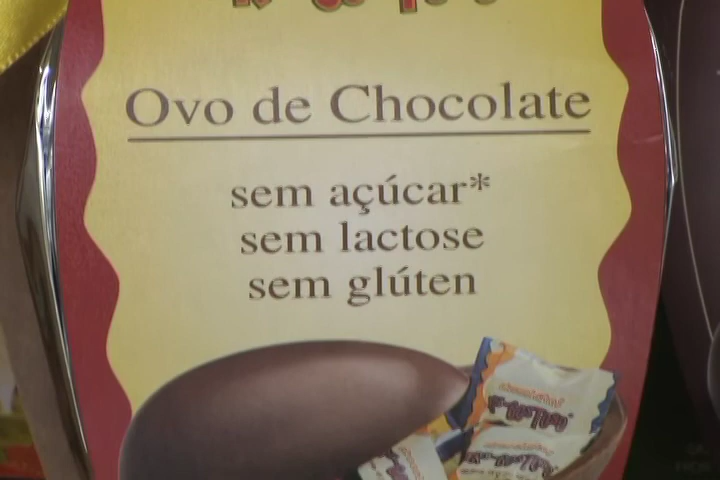 Ovo de Chocolate
sem açúcar*
sem lactose
sem glúten